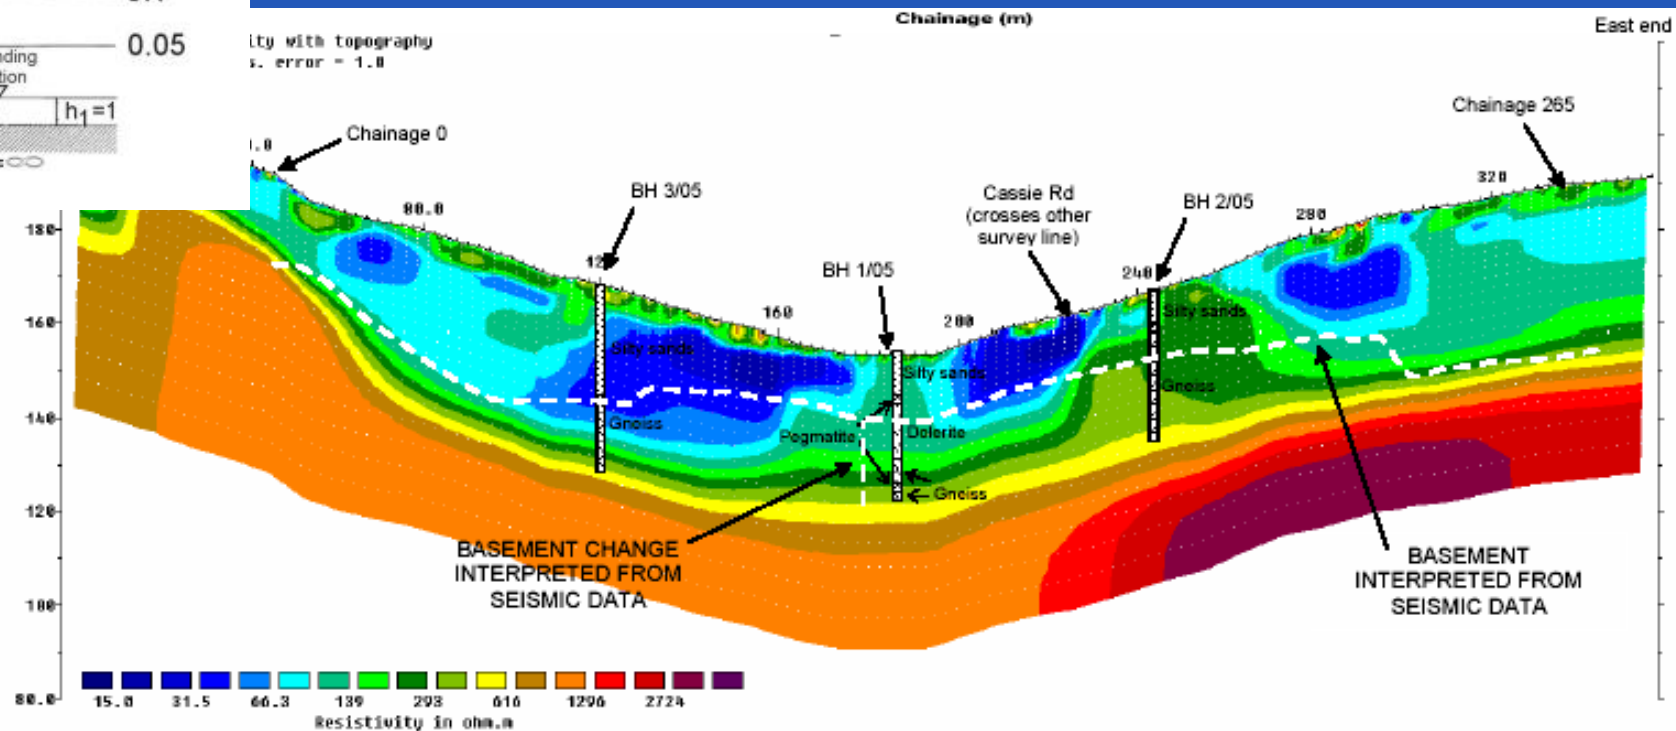 Chainage (m)
East end
0.05
ity with topography
s. error = 1.0
h1=1
=∞
Chainage 0
Chainage 265
BH 3/05
Cassie Rd
(crosses other
survey line)
BH 2/05
BH 1/05
80.0
160
200
240
280
320
180
160
140
120
100
80.0
Silty sands
Gneiss
Silty sands
Pegmatite
Dolerite
Gneiss
Silty sands
Gneiss
BASEMENT CHANGE
INTERPRETED FROM
SEISMIC DATA
BASEMENT
INTERPRETED FROM
SEISMIC DATA
15.0 31.5 66.3 139 293 616 1296 2724
Resistivity in ohm.m